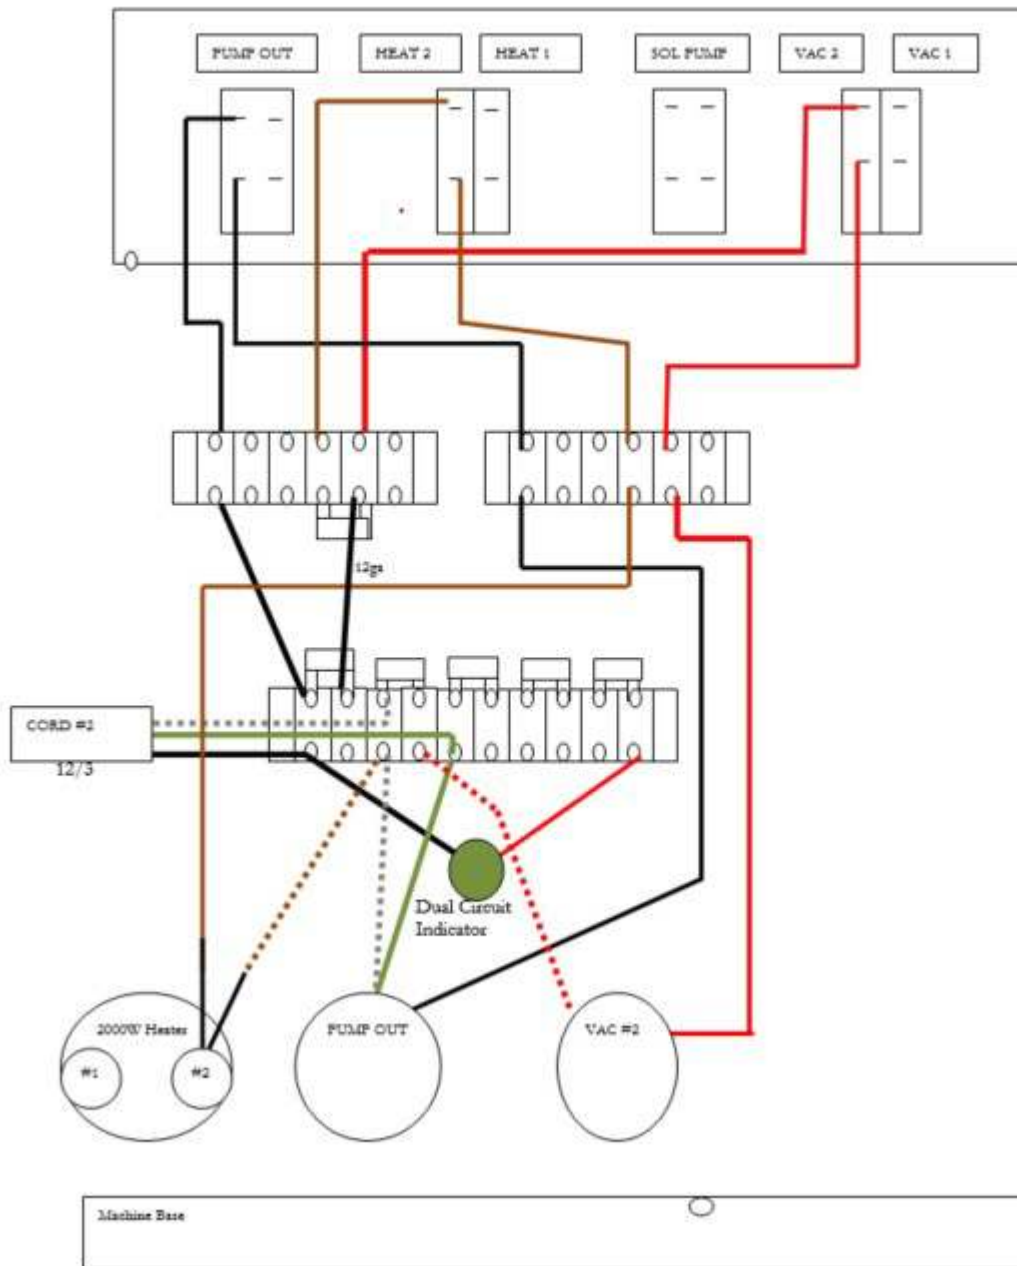 PUMP OUT
HEAT 2
HEAT 1
SOL PUMP
VAC 2
VAC 1
12ga
CORD #2
12/3
Dual Circuit
Indicator
2000W Heater
#1
#2
PUMP OUT
VAC #2
Machine Base